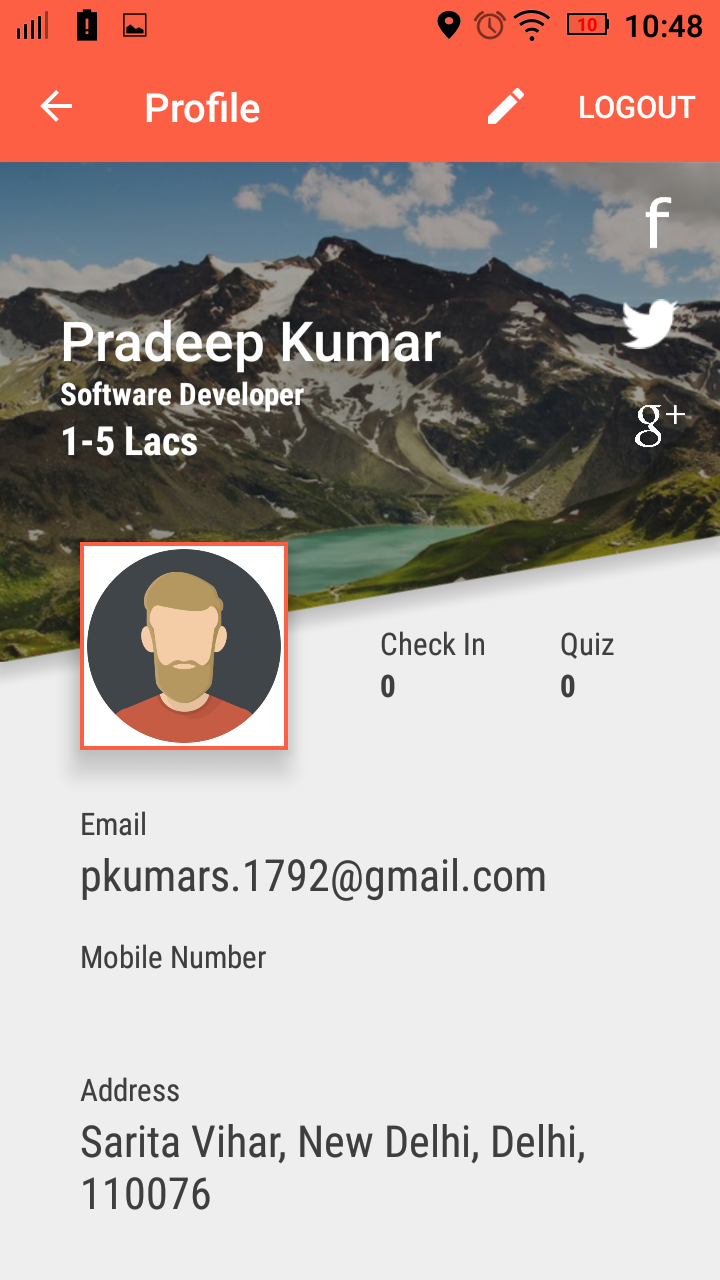 10 10:48
Profile LOGOUT
f
Pradeep Kumar
Software Developer
1-5 Lacs
g+
Check In Quiz
0 0
Email
pkumars.1792@gmail.com
Mobile Number
Address
Sarita Vihar, New Delhi, Delhi,
110076